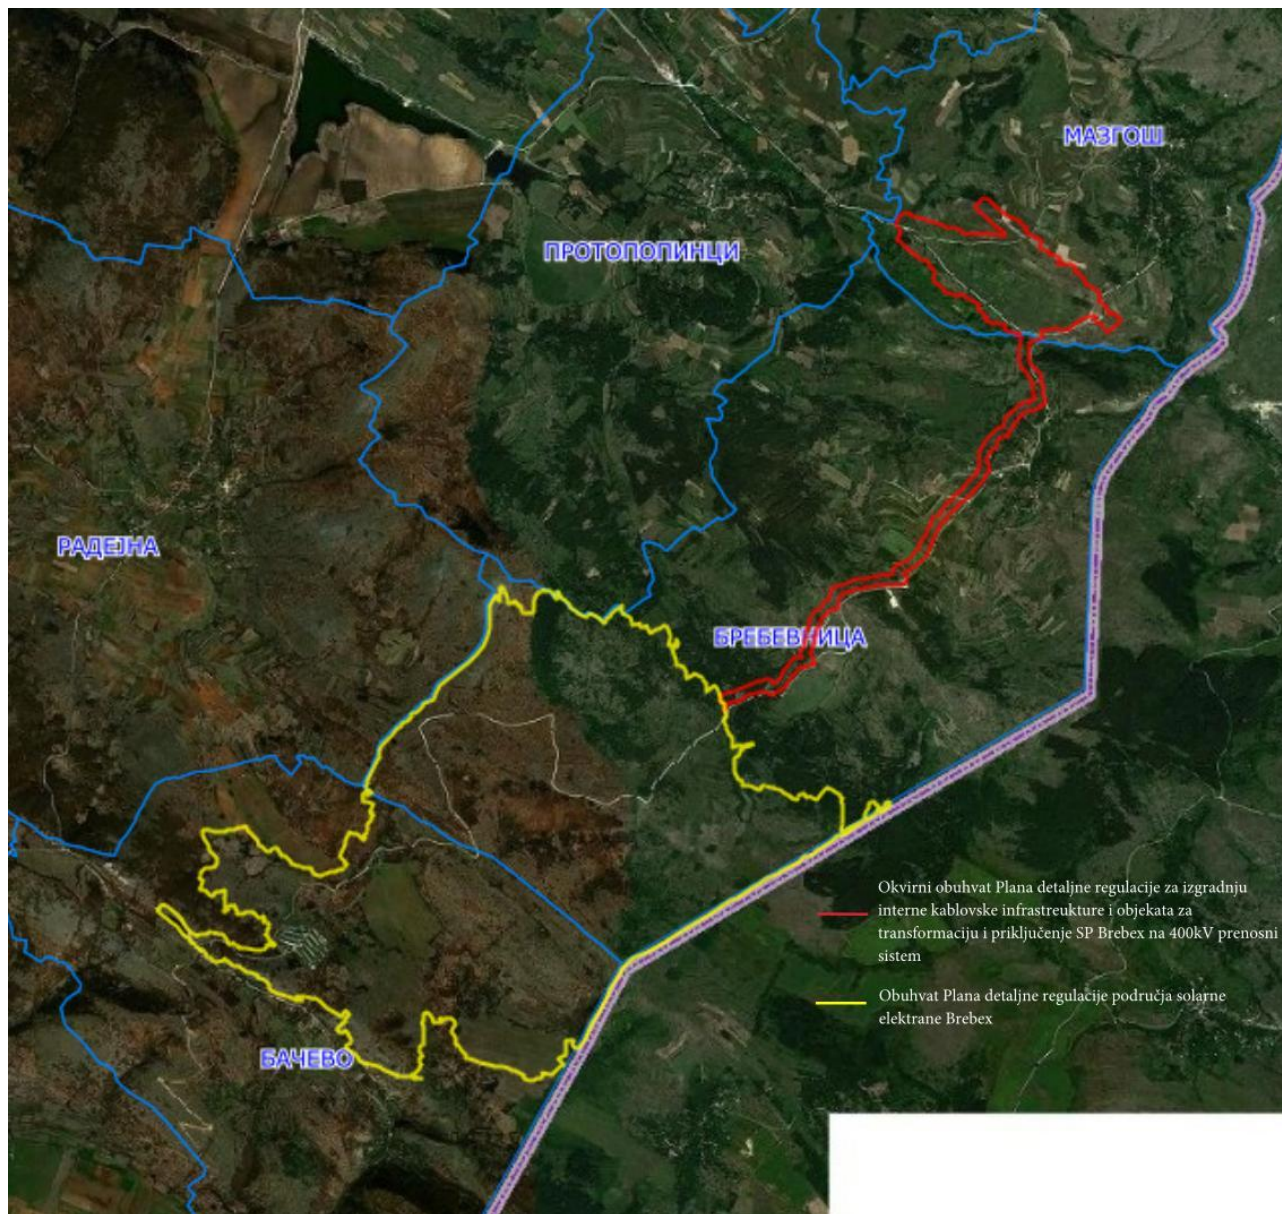 МАЗГОШ
ПРОТОПОПИНЦИ
РАДЕЈНА
БРЕБЕВНИЦА
Okvirni obuhvat Plana detaljne regulacije za izgradnju
interne kablovske infrastreukture i objekata za
transformaciju i priključenje SP Brebex na 400kV prenosni
sistem
Obuhvat Plana detaljne regulacije područja solarne
elektrane Brebex
БАЧЕВО